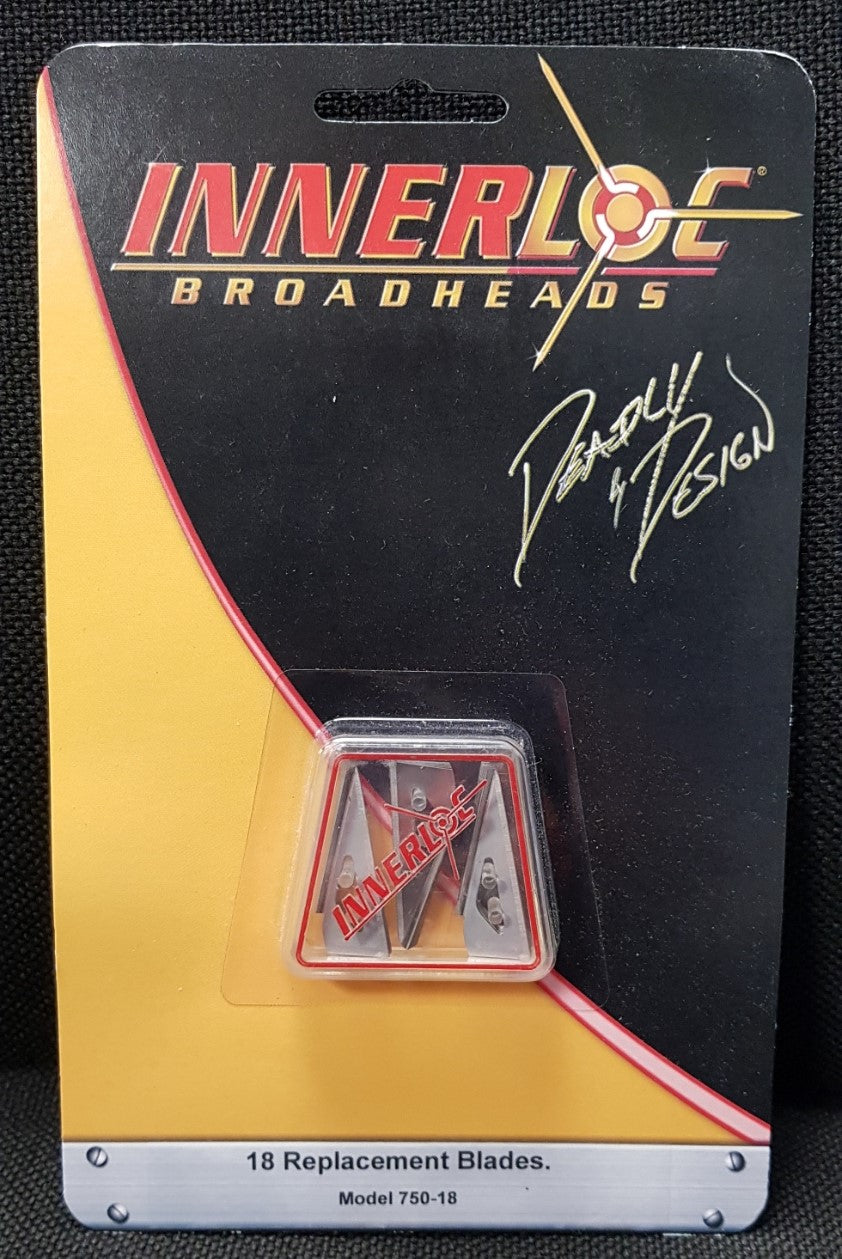 INNERLOC®
BROADHEADS
DEADLY
by DESIGN
INNERLOC
18 Replacement Blades.
Model 750-18